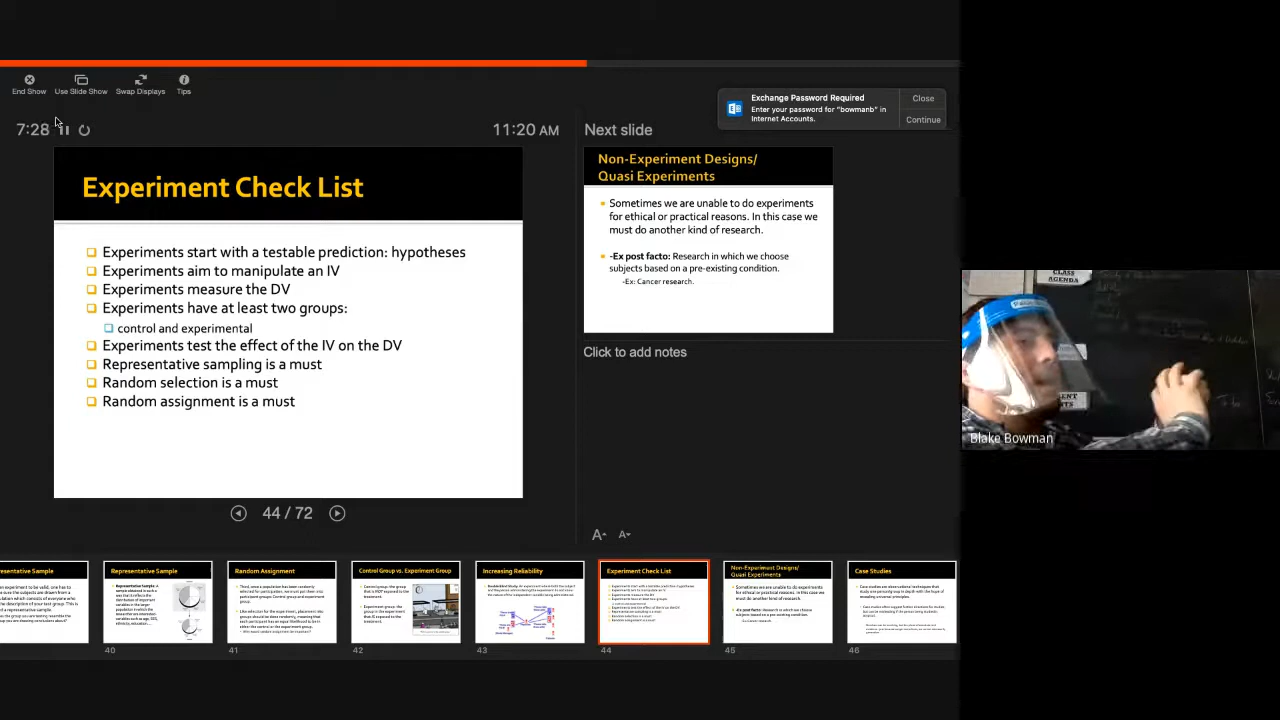 End Show
Use Slide Show
Swap Displays
Tips
Exchange Password Required
Enter your password for "bowmanb" in
Internet Accounts.
Close
Continue
7:28
11:20 AM
Next slide
Experiment Check List
Experiments start with a testable prediction: hypotheses
Experiments aim to manipulate an IV
Experiments measure the DV
Experiments have at least two groups:
control and experimental
Experiments test the effect of the IV on the DV
Representative sampling is a must
Random selection is a must
Random assignment is a must
44 / 72
Non-Experiment Designs/
Quasi Experiments
Sometimes we are unable to do experiments
for ethical or practical reasons. In this case we
must do another kind of research.
-Ex post facto: Research in which we choose
subjects based on a pre-existing condition.
-Ex: Cancer research.
Click to add notes
A A
CLASS
AGENDA
Blake Bowman
Representative Sample
Random Assignment
Control Group vs. Experiment Group
Increasing Reliability
Experiment Check List
Non-Experiment Designs/
Quasi Experiments
Case Studies
40
41
42
43
44
45
46